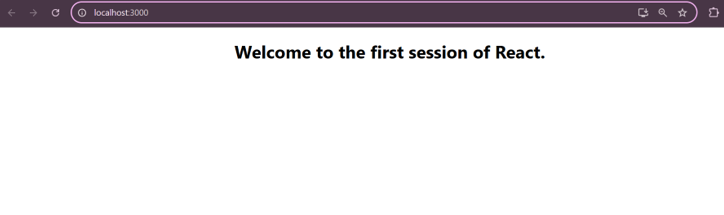 localhost:3000
Welcome to the first session of React.